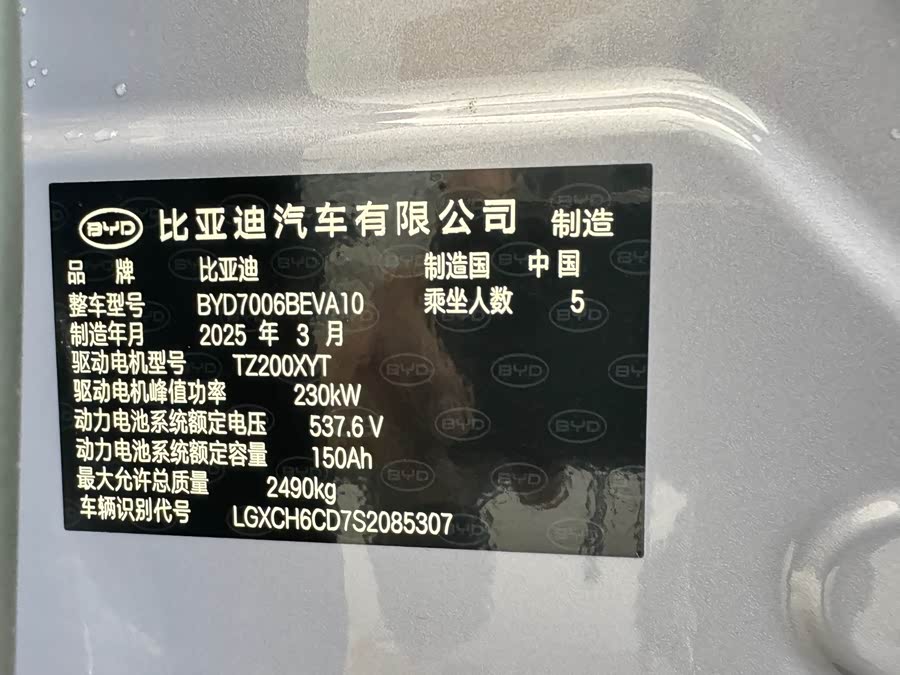 BYD 比亚迪汽车有限公司 制造
品 牌 比亚迪 制造国 中国
整车型号 BYD7006BEVA10 乘坐人数 5
制造年月 2025 年 3 月
驱动电机型号 TZ200XYT
驱动电机峰值功率 230kW
动力电池系统额定电压 537.6 V
动力电池系统额定容量 150Ah
最大允许总质量 2490kg
车辆识别代号 LGXCH6CD7S2085307